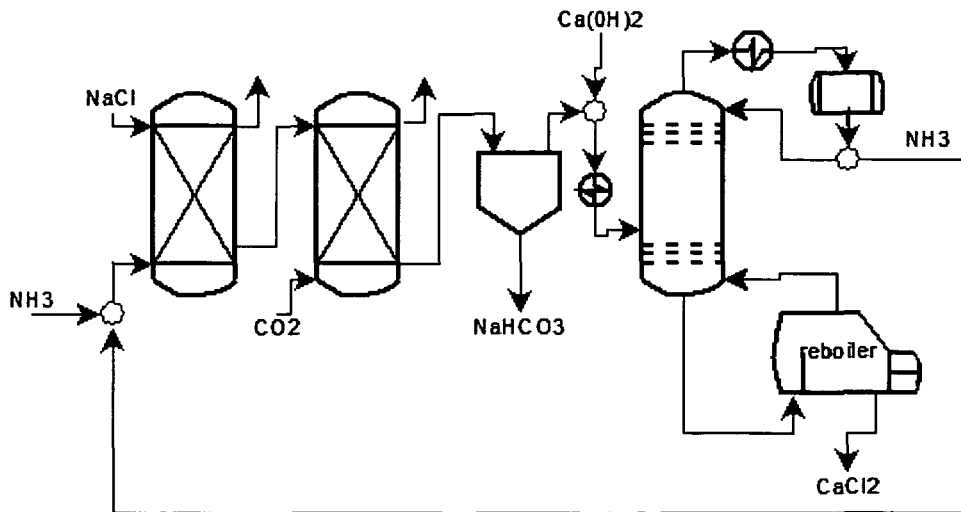 Ca(0H)2
NaCl
NH3
NH3
CO2
NaHCO3
reboiler
CaCl2